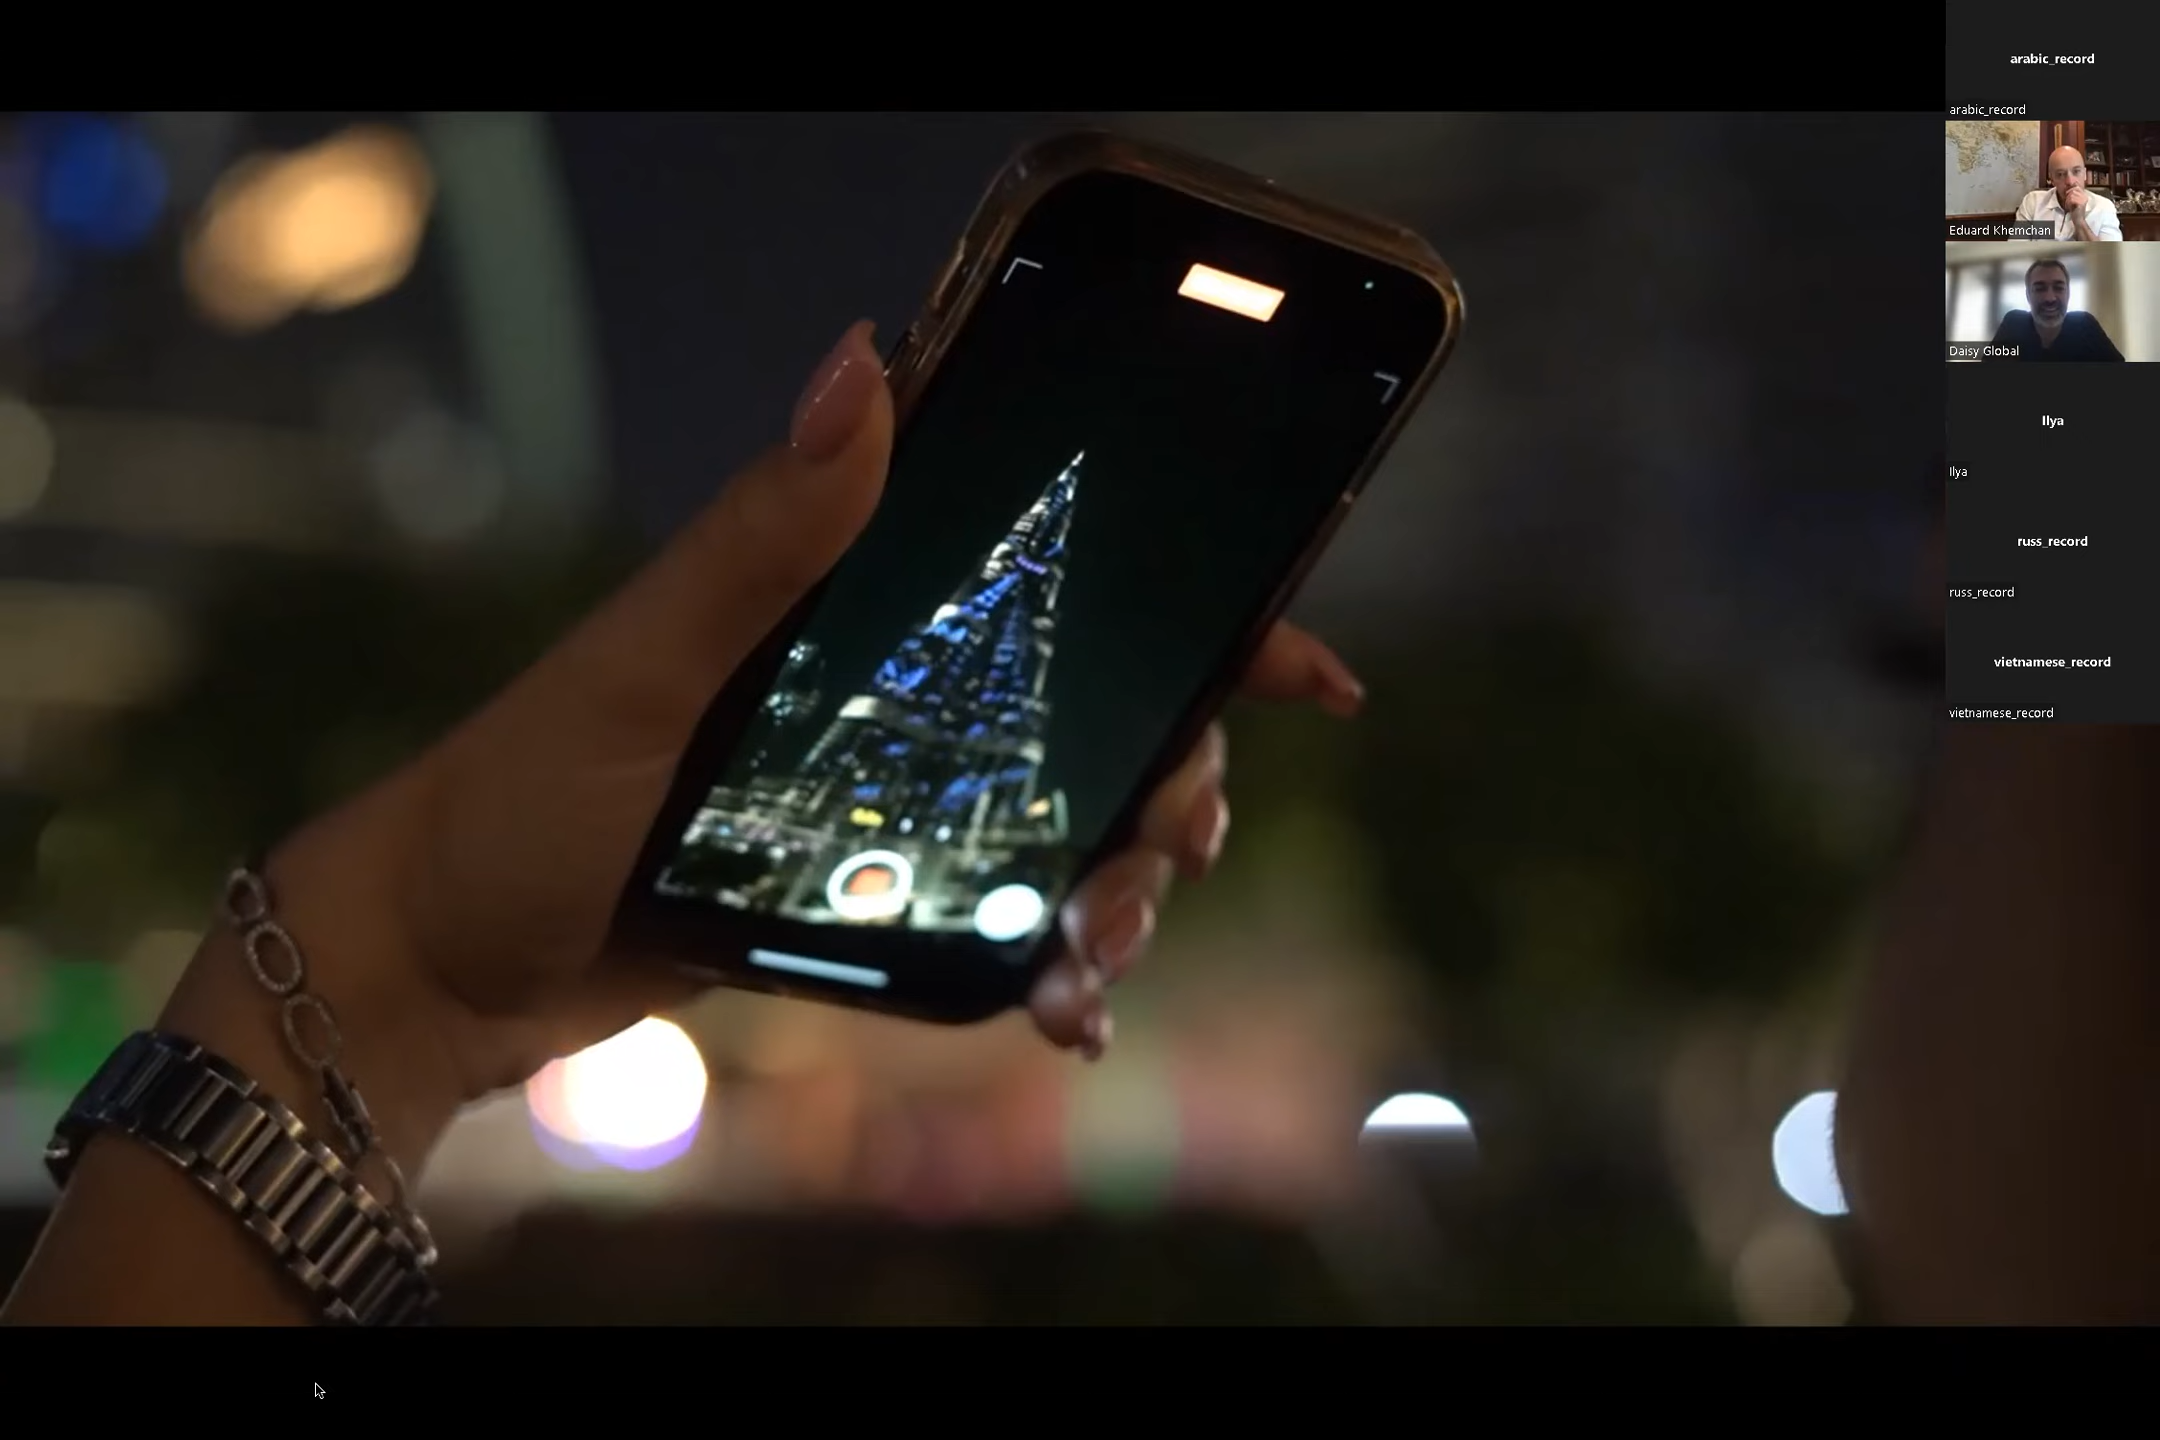 arabic_record
arabic_record
Eduard Khemchan
Daisy Global
Ilya
Ilya
russ_record
russ_record
vietnamese_record
vietnamese_record